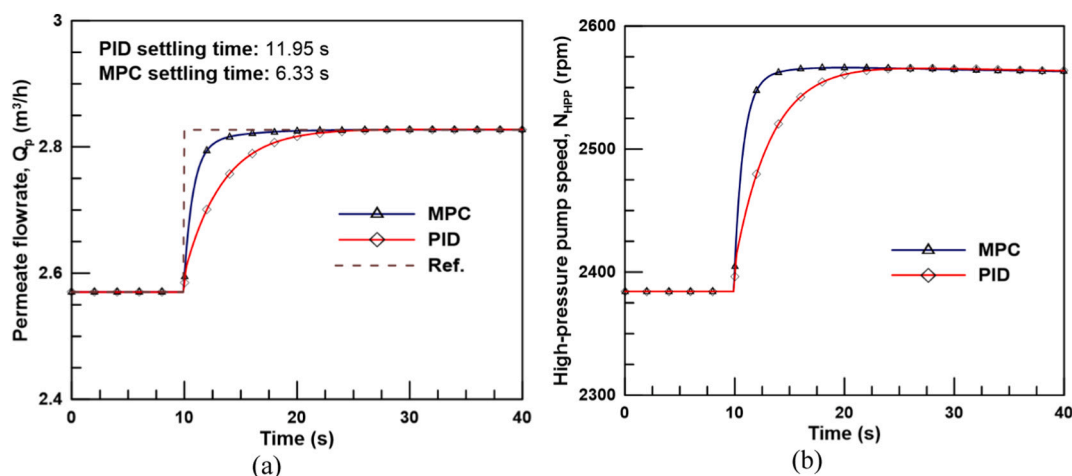 3
2.8
2.6
2.4
Permeate flowrate, Qp (m³/h)
PID settling time: 11.95 s
MPC settling time: 6.33 s
MPC
PID
Ref.
0 10 20 30 40
Time (s)
(a)
2600
2500
2400
2300
High-pressure pump speed, NHPP (rpm)
MPC
PID
0 10 20 30 40
Time (s)
(b)